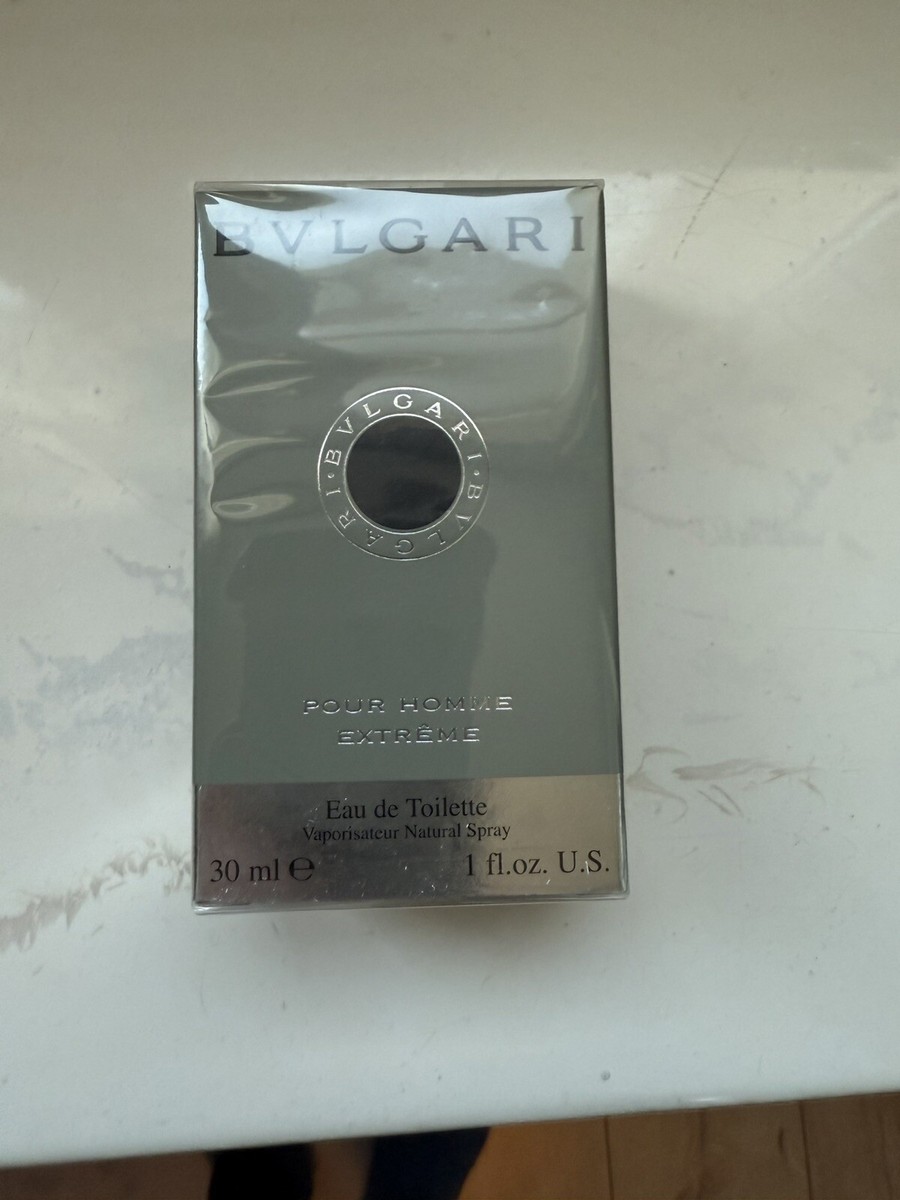 BVLGARI
BVLGARI · BVLGARI ·
POUR HOMME
EXTRÊME
Eau de Toilette
Vaporisateur Natural Spray
30 ml ℮ 1 fl.oz. U.S.